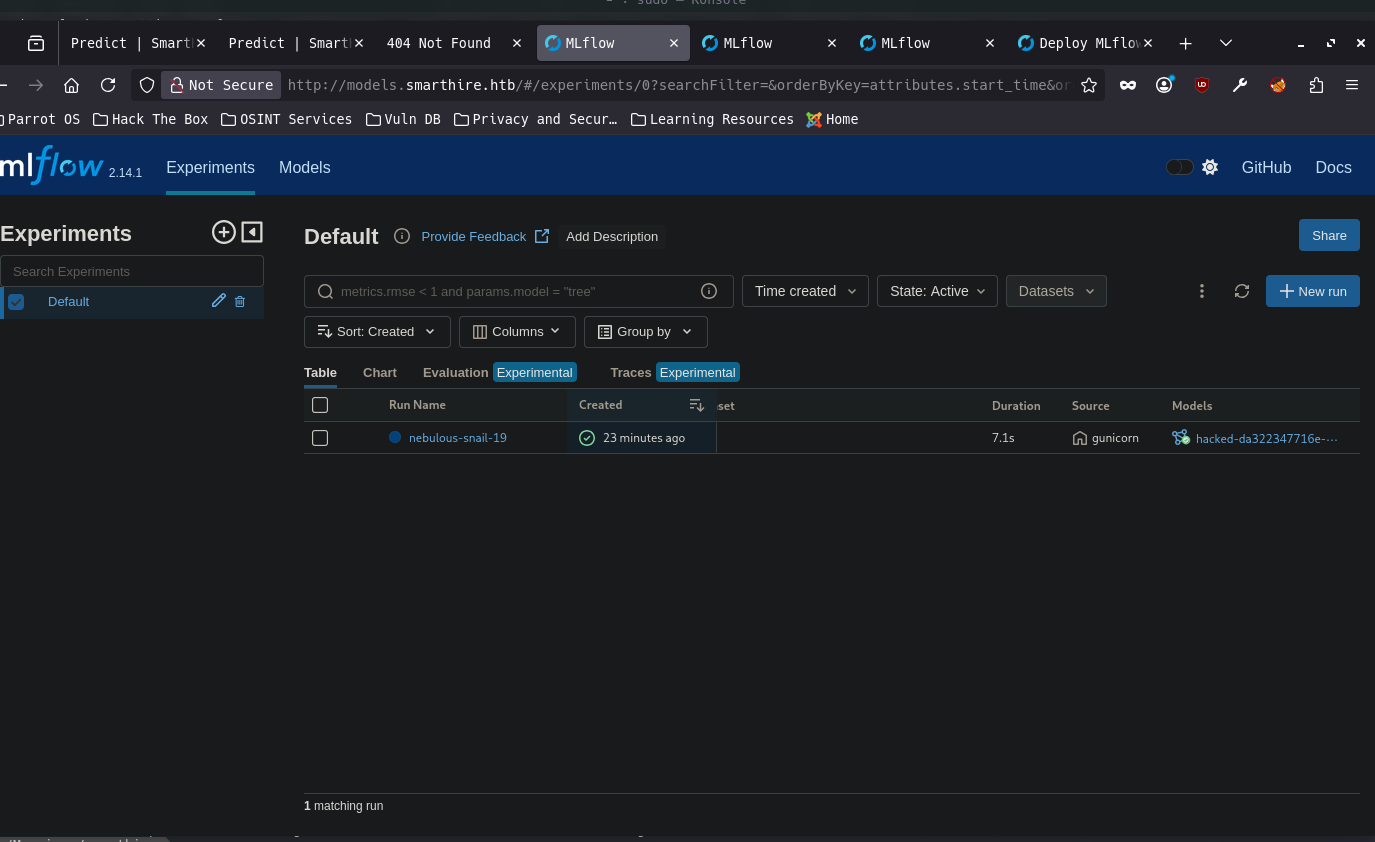 : sudo — Konsole
Predict | Smart
Predict | Smart
404 Not Found
MLflow
MLflow
MLflow
Deploy MLflow
Not Secure
http://models.smarthire.htb/#/experiments/0?searchFilter=&orderByKey=attributes.start_time&or
Parrot OS
Hack The Box
OSINT Services
Vuln DB
Privacy and Secur…
Learning Resources
Home
mlflow 2.14.1
Experiments
Models
GitHub
Docs
Experiments
Search Experiments
Default
Default
Provide Feedback
Add Description
Share
metrics.rmse < 1 and params.model = "tree"
Time created
State: Active
Datasets
New run
Sort: Created
Columns
Group by
Table
Chart
Evaluation Experimental
Traces Experimental
Run Name
Created
set
Duration
Source
Models
nebulous-snail-19
23 minutes ago
7.1s
gunicorn
hacked-da322347716e-···
1 matching run